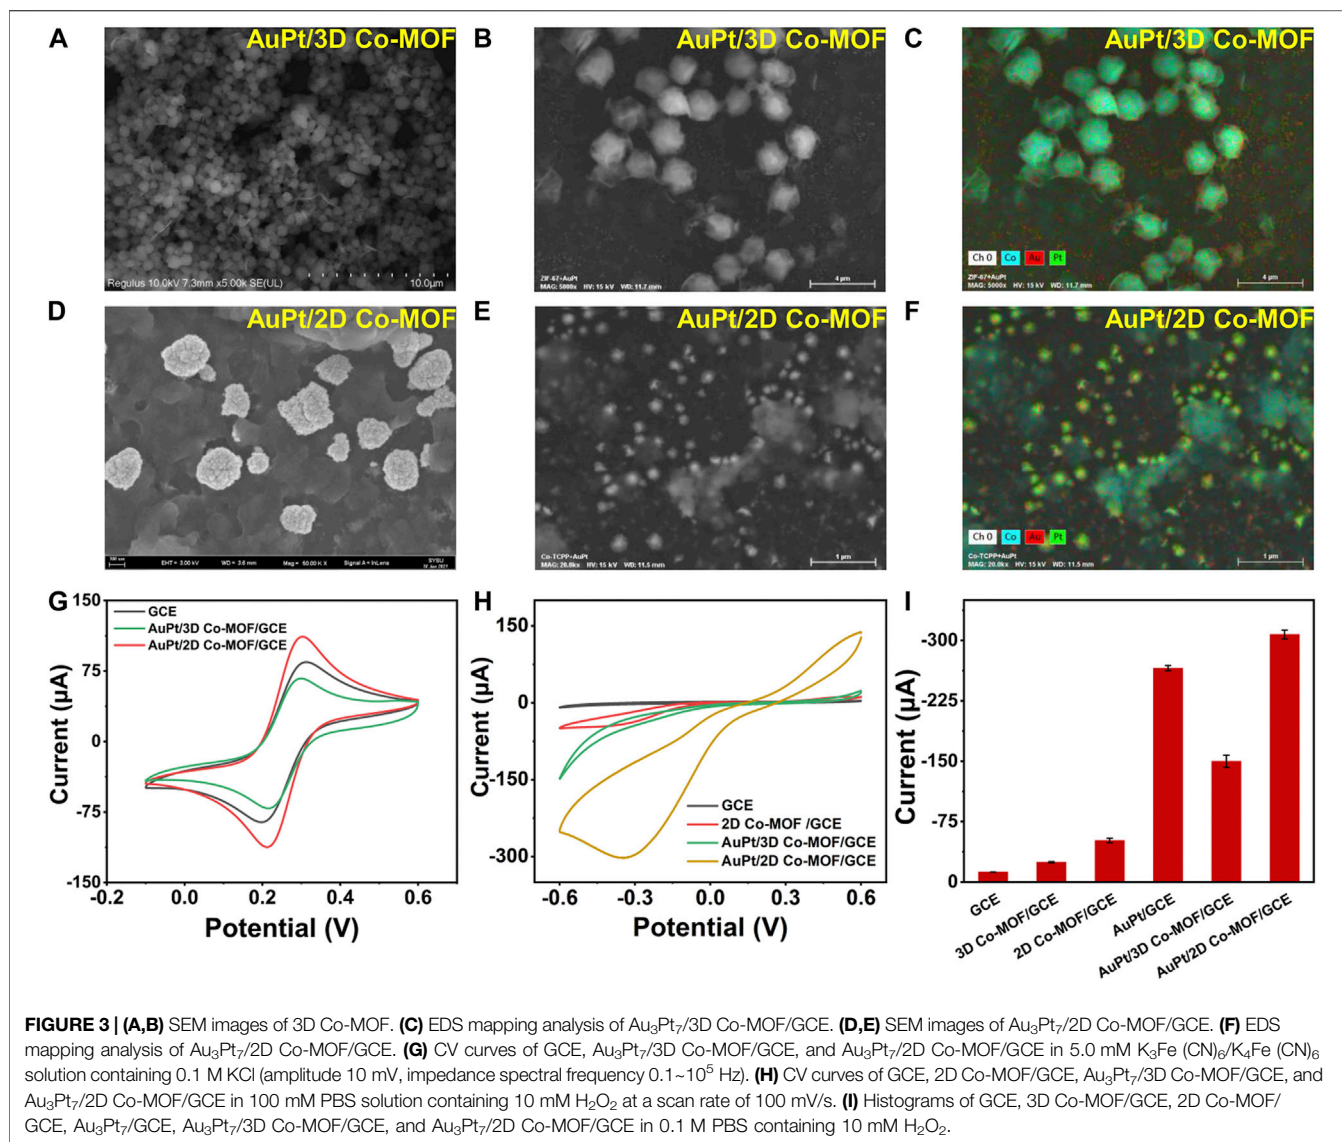 A
AuPt/3D Co-MOF
Regulus 10.0kV 7.3mm x5.00k SE(UL)
10.0μm
B
AuPt/3D Co-MOF
ZIF-67+AuPt
MAG: 5000x HV: 15 kV WD: 11.7 mm
4 μm
C
AuPt/3D Co-MOF
Ch 0 Co Au Pt
ZIF-67+AuPt
MAG: 5000x HV: 15 kV WD: 11.7 mm
4 μm
D
AuPt/2D Co-MOF
EHT = 3.00 kV WD = 3.6 mm Mag = 60.00 K X Signal A = InLens
SYSU
E
AuPt/2D Co-MOF
Co-TCPP+AuPt
MAG: 20.0kx HV: 15 kV WD: 11.5 mm
1 μm
F
AuPt/2D Co-MOF
Ch 0 Co Au Pt
Co-TCPP+AuPt
MAG: 20.0kx HV: 15 kV WD: 11.5 mm
1 μm
G
150
75
0
-75
-150
-0.2 0.0 0.2 0.4 0.6
Current (μA)
Potential (V)
GCE
AuPt/3D Co-MOF/GCE
AuPt/2D Co-MOF/GCE
H
150
0
-150
-300
-0.6 -0.3 0.0 0.3 0.6
Current (μA)
Potential (V)
GCE
2D Co-MOF /GCE
AuPt/3D Co-MOF/GCE
AuPt/2D Co-MOF/GCE
I
-300
-225
-150
-75
0
Current (μA)
GCE
3D Co-MOF/GCE
2D Co-MOF/GCE
AuPt/GCE
AuPt/3D Co-MOF/GCE
AuPt/2D Co-MOF/GCE
FIGURE 3 | (A,B) SEM images of 3D Co-MOF. (C) EDS mapping analysis of Au₃Pt₇/3D Co-MOF/GCE. (D,E) SEM images of Au₃Pt₇/2D Co-MOF/GCE. (F) EDS
mapping analysis of Au₃Pt₇/2D Co-MOF/GCE. (G) CV curves of GCE, Au₃Pt₇/3D Co-MOF/GCE, and Au₃Pt₇/2D Co-MOF/GCE in 5.0 mM K₃Fe (CN)₆/K₄Fe (CN)₆
solution containing 0.1 M KCl (amplitude 10 mV, impedance spectral frequency 0.1~10⁵ Hz). (H) CV curves of GCE, 2D Co-MOF/GCE, Au₃Pt₇/3D Co-MOF/GCE, and
Au₃Pt₇/2D Co-MOF/GCE in 100 mM PBS solution containing 10 mM H₂O₂ at a scan rate of 100 mV/s. (I) Histograms of GCE, 3D Co-MOF/GCE, 2D Co-MOF/
GCE, Au₃Pt₇/GCE, Au₃Pt₇/3D Co-MOF/GCE, and Au₃Pt₇/2D Co-MOF/GCE in 0.1 M PBS containing 10 mM H₂O₂.